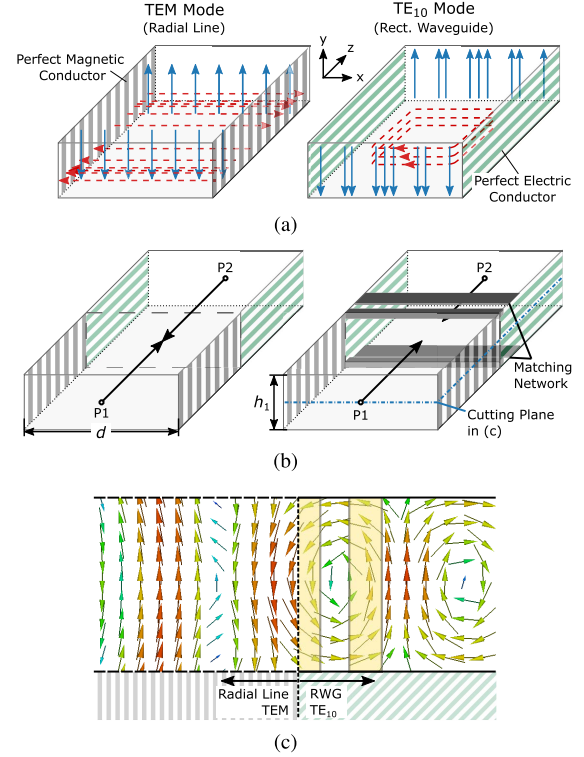 TEM Mode
(Radial Line)
TE10 Mode
(Rect. Waveguide)
Perfect Magnetic
Conductor
y
z
x
Perfect Electric
Conductor
(a)
P2
P1
d
P2
h1
P1
Matching
Network
Cutting Plane
in (c)
(b)
Radial Line
TEM
RWG
TE10
(c)